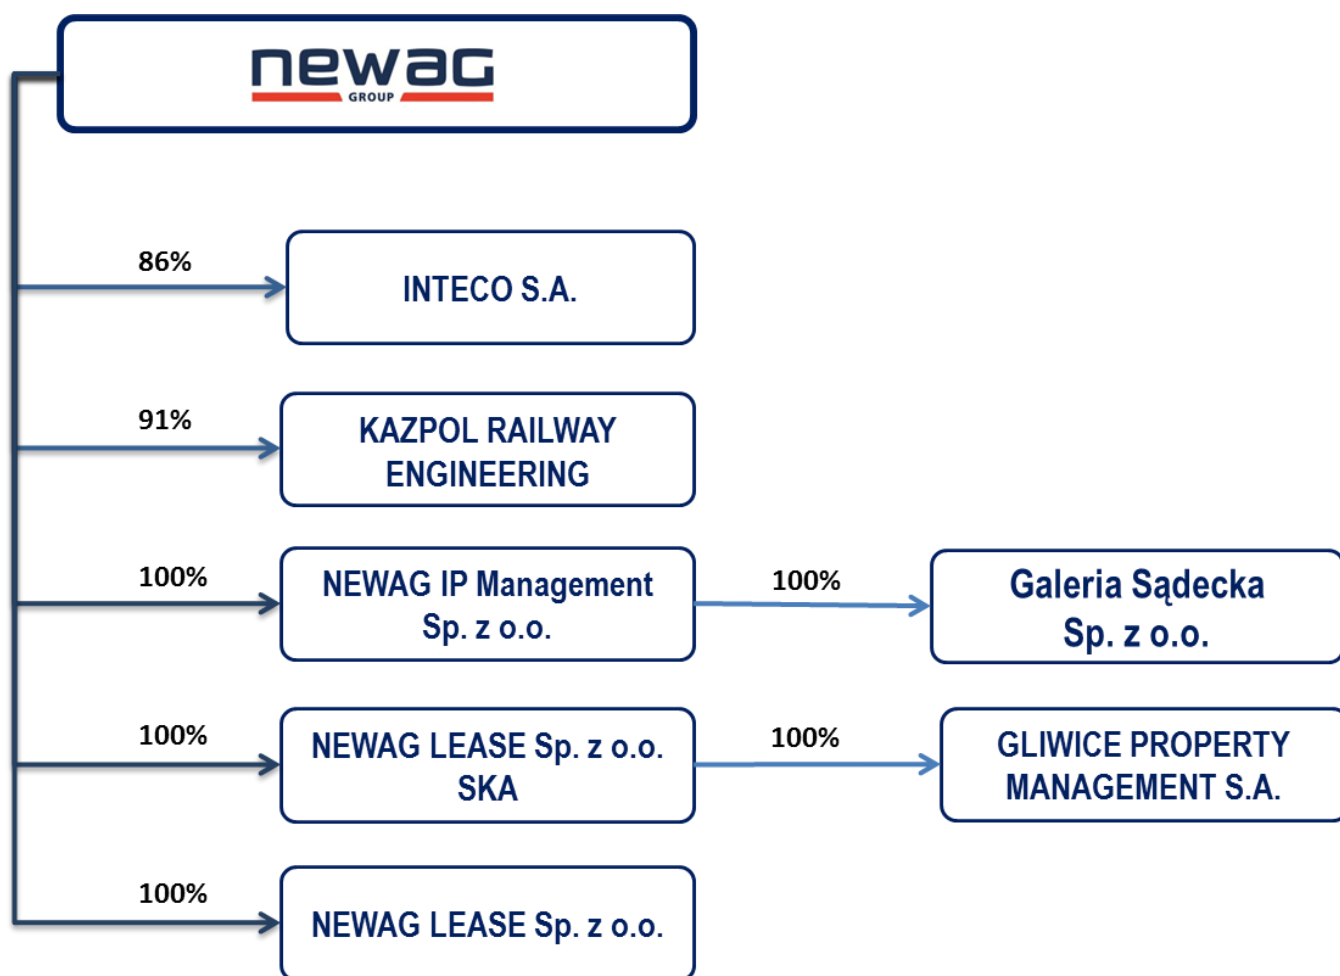 newag
GROUP
86%
INTECO S.A.
91%
KAZPOL RAILWAY
ENGINEERING
100%
NEWAG IP Management
Sp. z o.o.
100%
Galeria Sądecka
Sp. z o.o.
100%
NEWAG LEASE Sp. z o.o.
SKA
100%
GLIWICE PROPERTY
MANAGEMENT S.A.
100%
NEWAG LEASE Sp. z o.o.